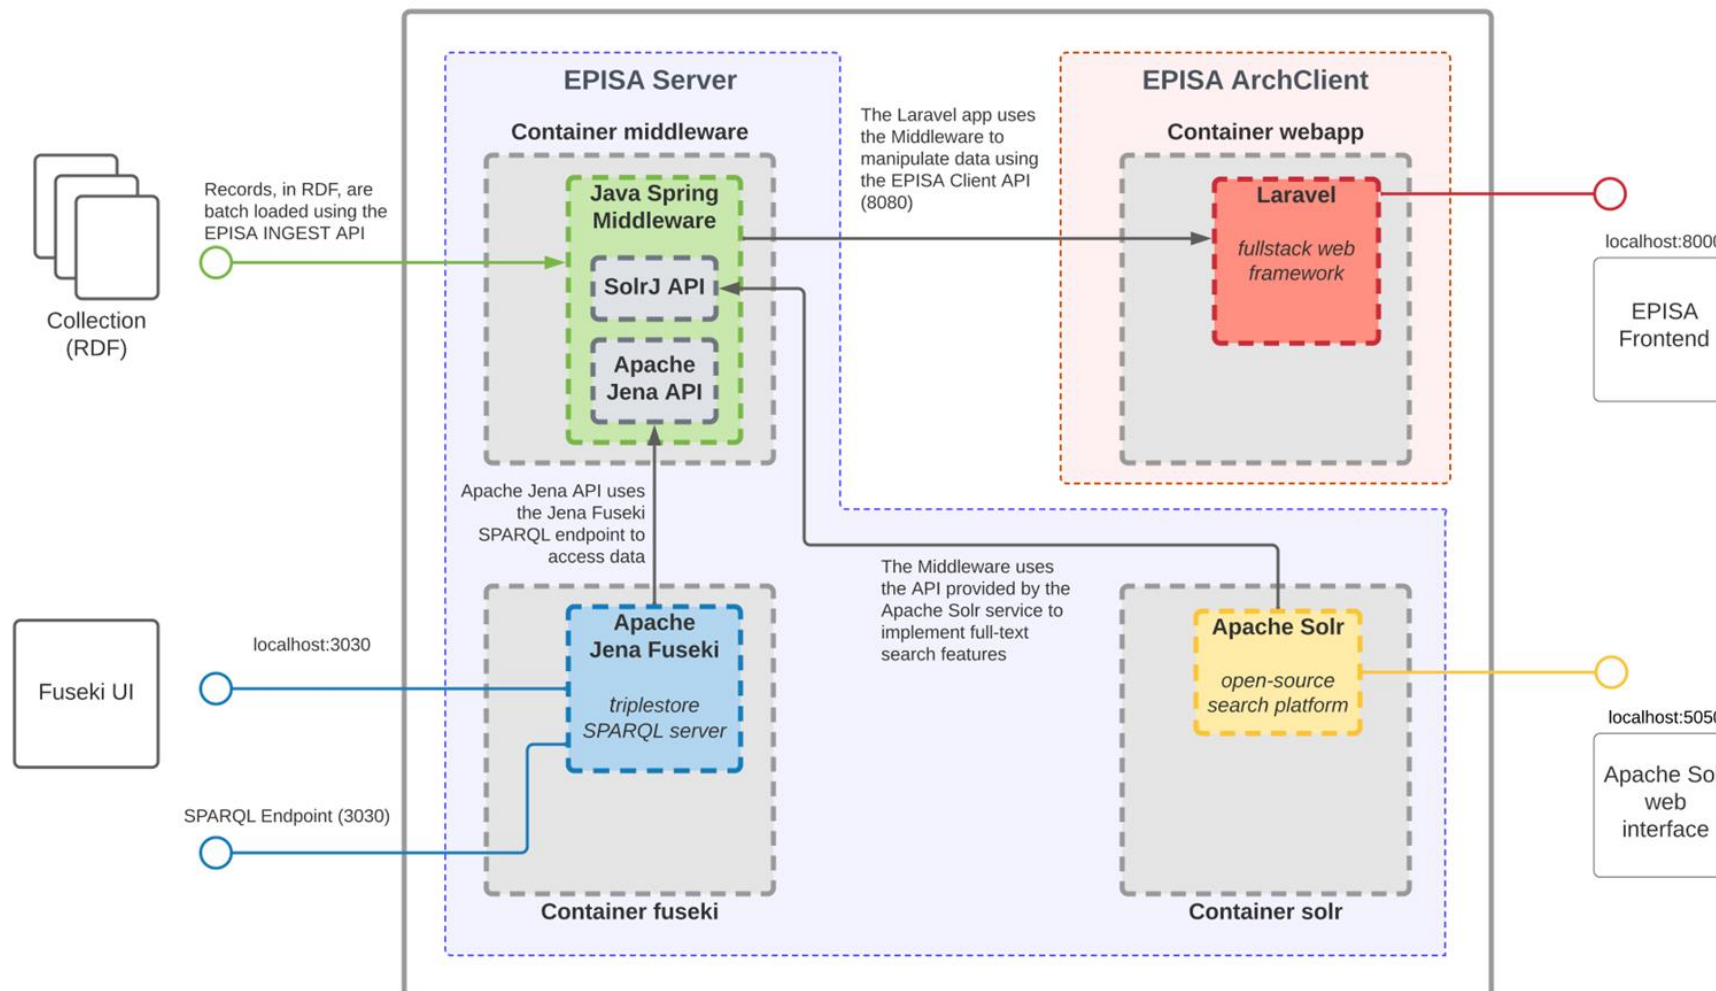 EPISA Server
EPISA ArchClient
Container middleware
Container webapp
The Laravel app uses
the Middleware to
manipulate data using
the EPISA Client API
(8080)
Records, in RDF, are
batch loaded using the
EPISA INGEST API
Java Spring
Middleware
SolrJ API
Apache
Jena API
Laravel
fullstack web
framework
Collection
(RDF)
localhost:8000
EPISA
Frontend
Apache Jena API uses
the Jena Fuseki
SPARQL endpoint to
access data
The Middleware uses
the API provided by the
Apache Solr service to
implement full-text
search features
Fuseki UI
localhost:3030
SPARQL Endpoint (3030)
Apache
Jena Fuseki
triplestore
SPARQL server
Container fuseki
Apache Solr
open-source
search platform
Container solr
localhost:5050
Apache Sol
web
interface